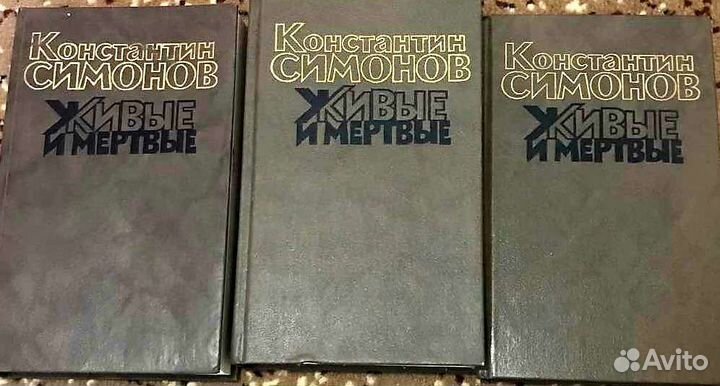 Константин
СИМОНОВ
ЖИВЫЕ
И МЕРТВЫЕ
Константин
СИМОНОВ
ЖИВЫЕ
И МЕРТВЫЕ
Константин
СИМОНОВ
ЖИВЫЕ
И МЕРТВЫЕ
Avito